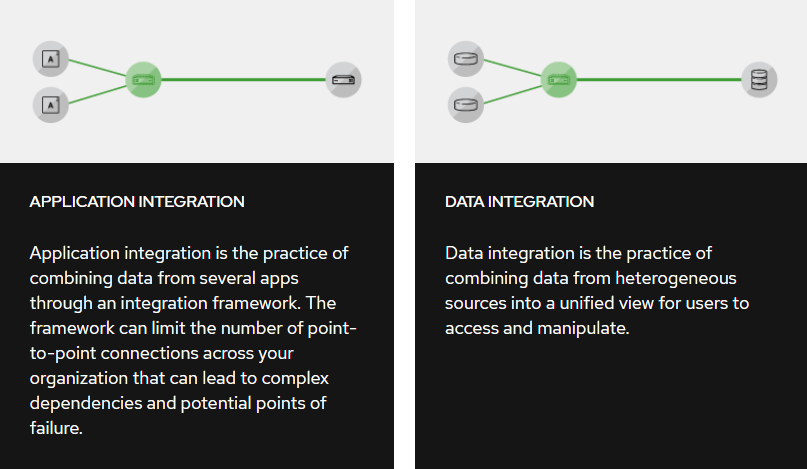 A
A
APPLICATION INTEGRATION
Application integration is the practice of
combining data from several apps
through an integration framework. The
framework can limit the number of point-
to-point connections across your
organization that can lead to complex
dependencies and potential points of
failure.
DATA INTEGRATION
Data integration is the practice of
combining data from heterogeneous
sources into a unified view for users to
access and manipulate.